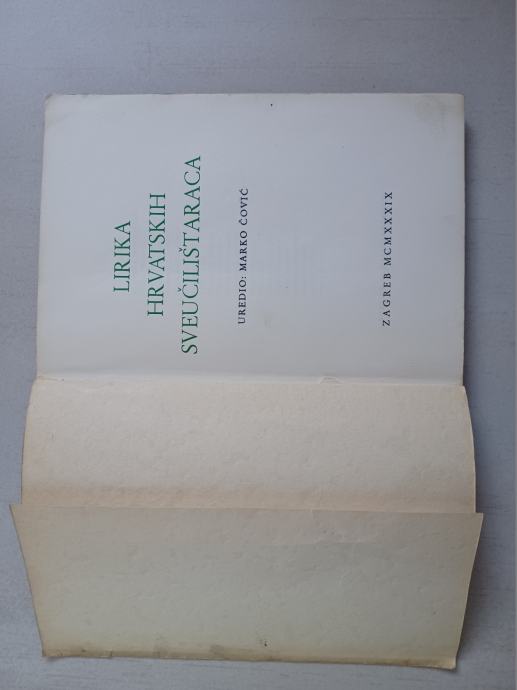 LIRIKA
HRVATSKIH
SVEUČILIŠTARACA
UREDIO: MARKO ČOVIĆ
ZAGREB MCMXXXIX